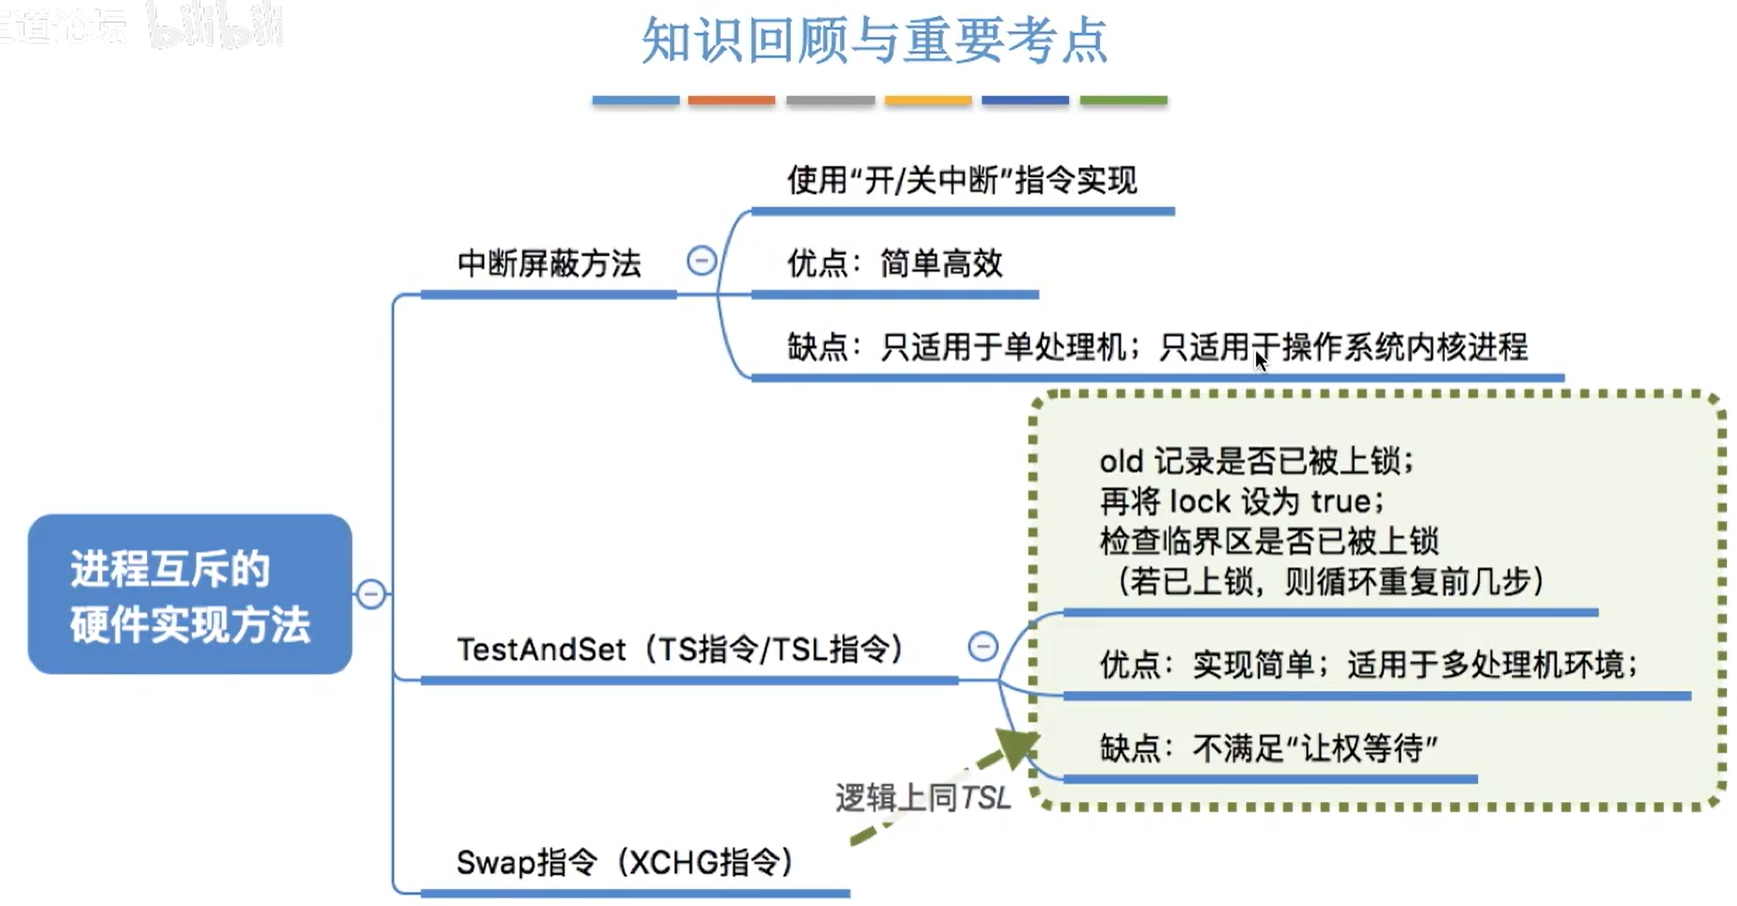 王道论坛 bilibili
知识回顾与重要考点
使用“开/关中断”指令实现
中断屏蔽方法
优点：简单高效
缺点：只适用于单处理机；只适用于操作系统内核进程
old 记录是否已被上锁；
再将 lock 设为 true；
检查临界区是否已被上锁
（若已上锁，则循环重复前几步）
进程互斥的
硬件实现方法
TestAndSet（TS指令/TSL指令）
优点：实现简单；适用于多处理机环境；
缺点：不满足“让权等待”
逻辑上同TSL
Swap指令（XCHG指令）